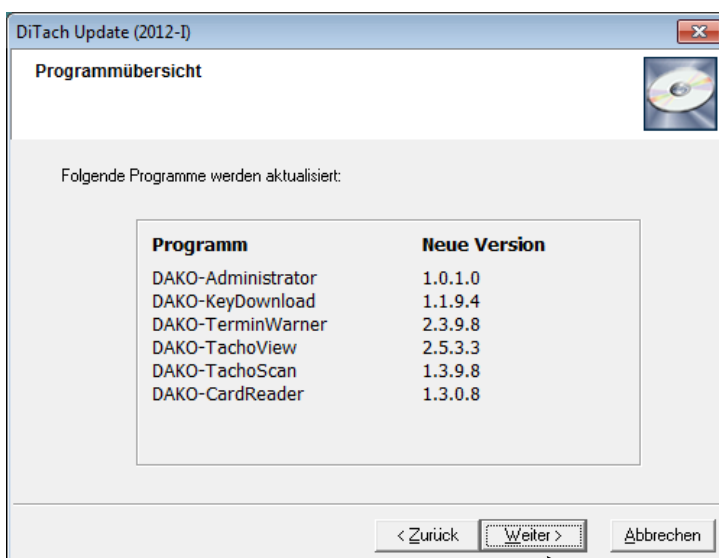 DiTach Update (2012-I)
Programmübersicht
Folgende Programme werden aktualisiert:
Programm Neue Version
DAKO-Administrator 1.0.1.0
DAKO-KeyDownload 1.1.9.4
DAKO-TerminWarner 2.3.9.8
DAKO-TachoView 2.5.3.3
DAKO-TachoScan 1.3.9.8
DAKO-CardReader 1.3.0.8
< Zurück Weiter > Abbrechen